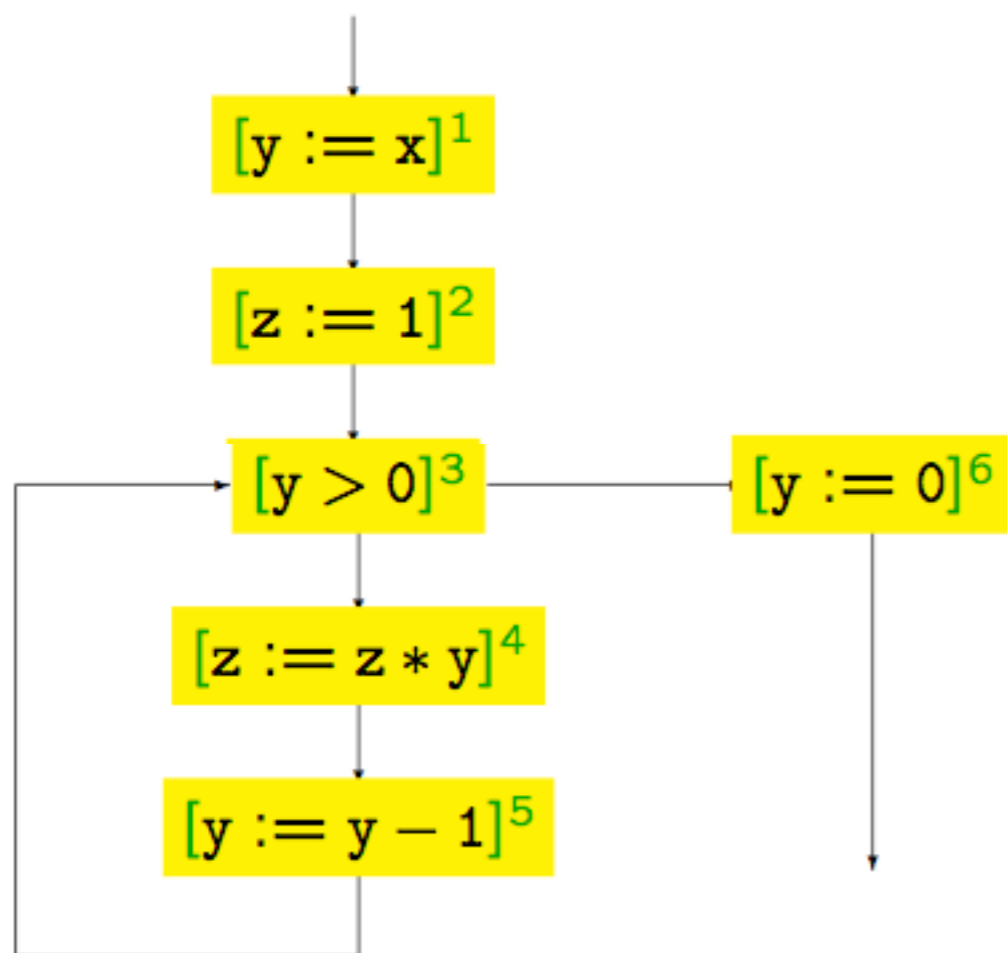 [y := x]¹
[z := 1]²
[y > 0]³
[y := 0]⁶
[z := z * y]⁴
[y := y − 1]⁵